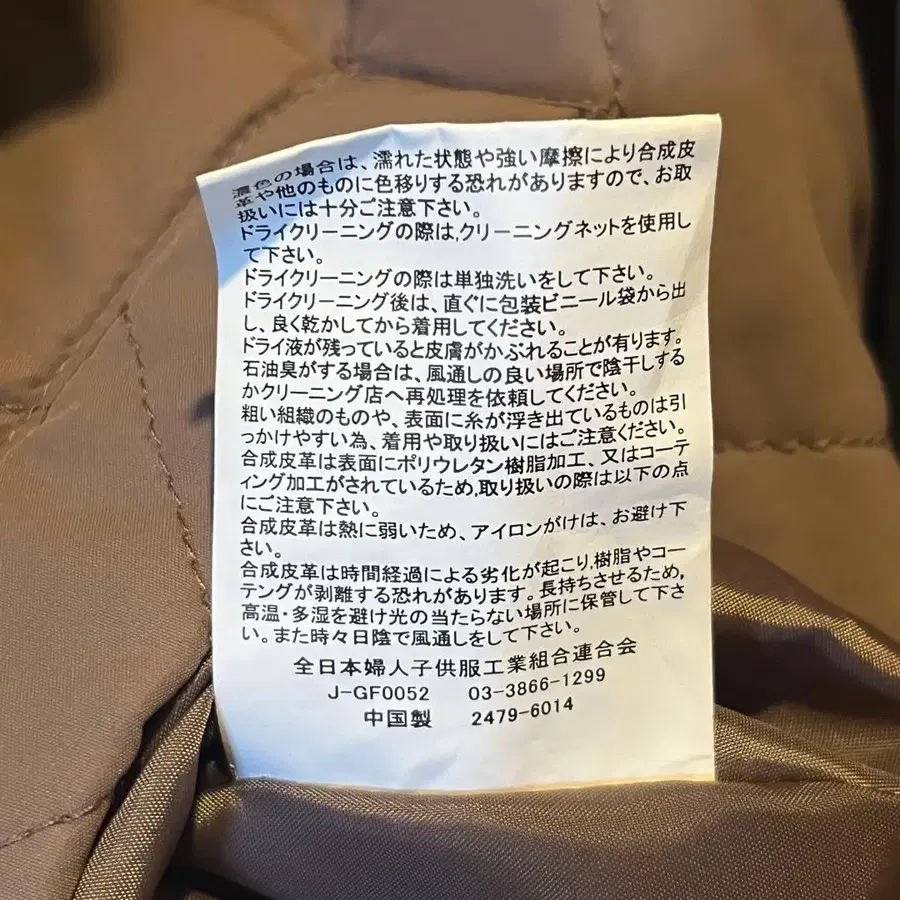 濃色の場合は、濡れた状態や強い摩擦により合成皮
革や他のものに色移りする恐れがありますので、お取
扱いには十分ご注意下さい。
ドライクリーニングの際は,クリーニングネットを使用し
て下さい。
ドライクリーニングの際は単独洗いをして下さい。
ドライクリーニング後は、直ぐに包装ビニール袋から出
し、良く乾かしてから着用してください。
ドライ液が残っていると皮膚がかぶれることが有ります。
石油臭がする場合は、風通しの良い場所で陰干しする
かクリーニング店へ再処理を依頼してください。
粗い組織のものや、表面に糸が浮き出ているものは引
っかけやすい為、着用や取り扱いにはご注意ください。
合成皮革は表面にポリウレタン樹脂加工、又はコーテ
ィング加工がされているため,取り扱いの際は以下の点
にご注意下さい。
合成皮革は熱に弱いため、アイロンがけは、お避け下
さい。
合成皮革は時間経過による劣化が起こり,樹脂やコー
テングが剥離する恐れがあります。長持ちさせるため,
高温・多湿を避け光の当たらない場所に保管して下さ
い。また時々日陰で風通しをして下さい。
全日本婦人子供服工業組合連合会
J-GF0052 03-3866-1299
中国製 2479-6014